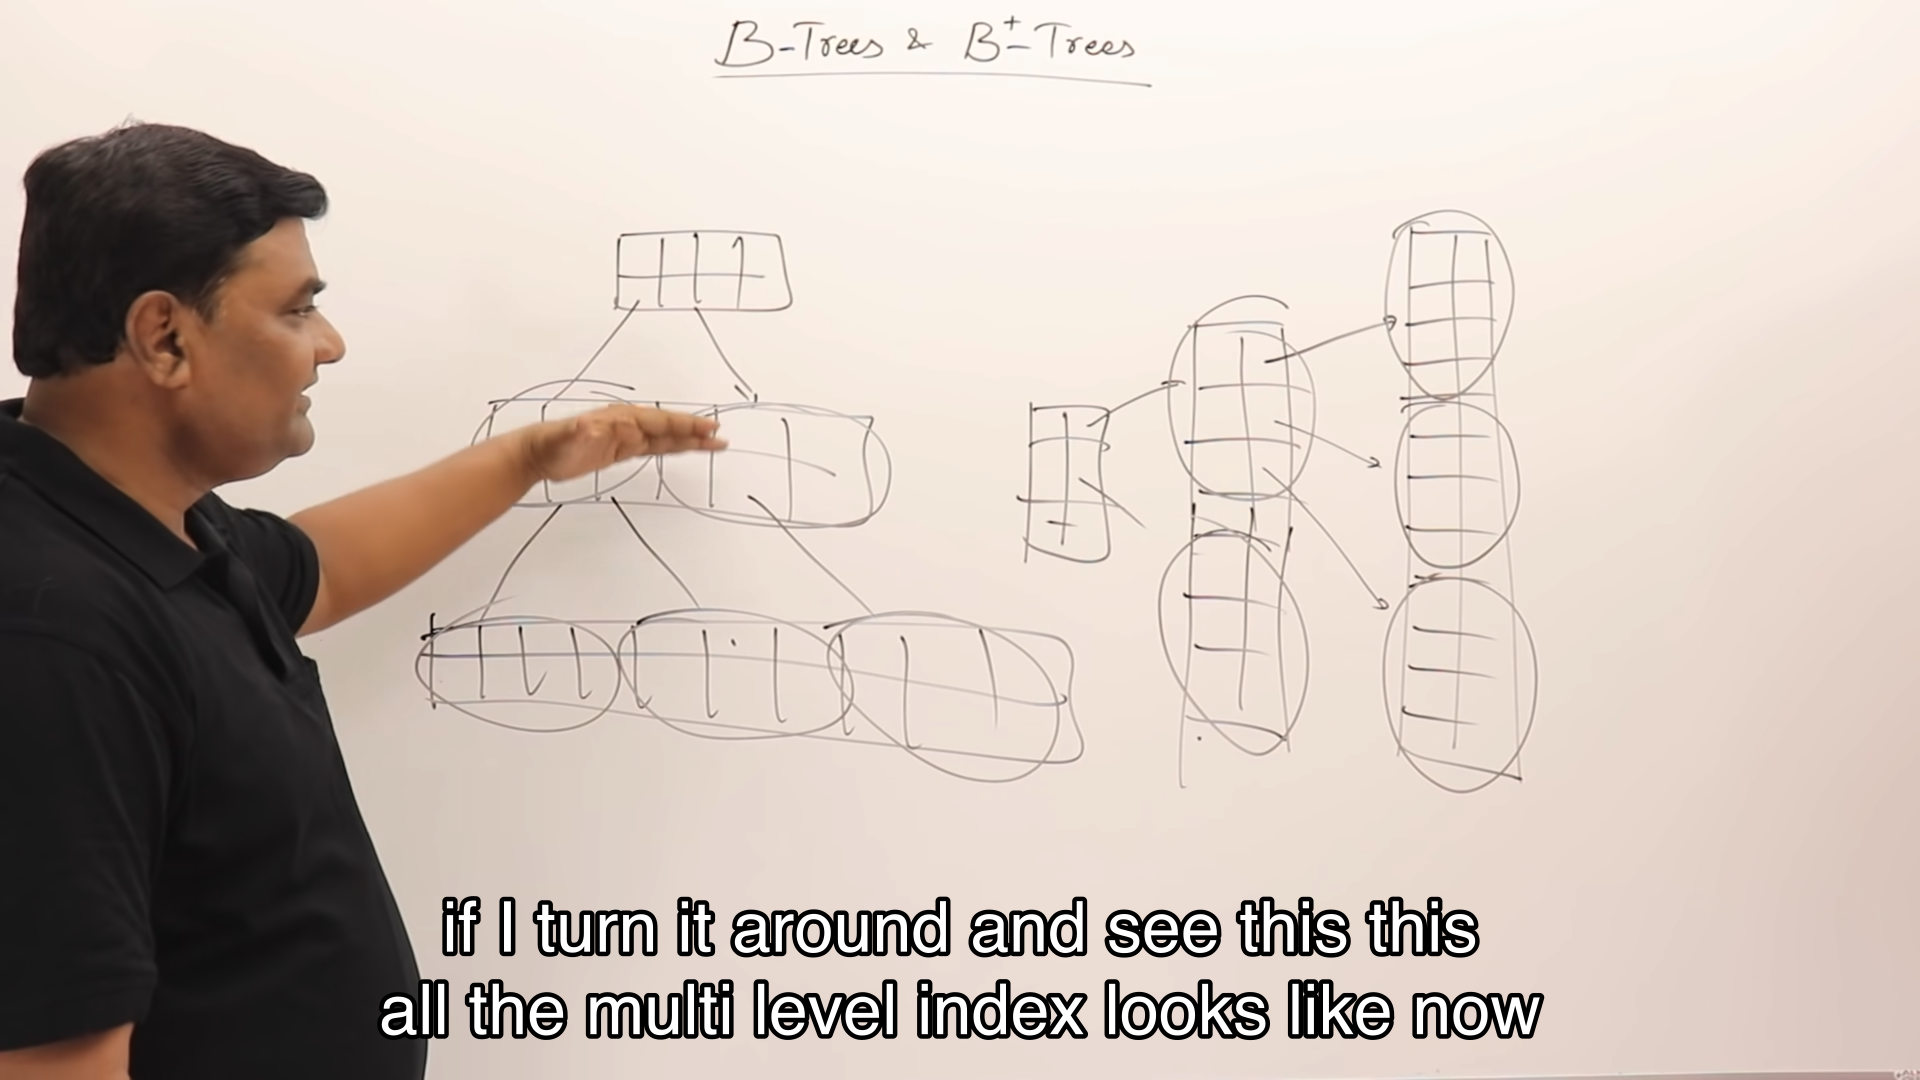 B-Trees & B+-Trees
if I turn it around and see this this
all the multi level index looks like now